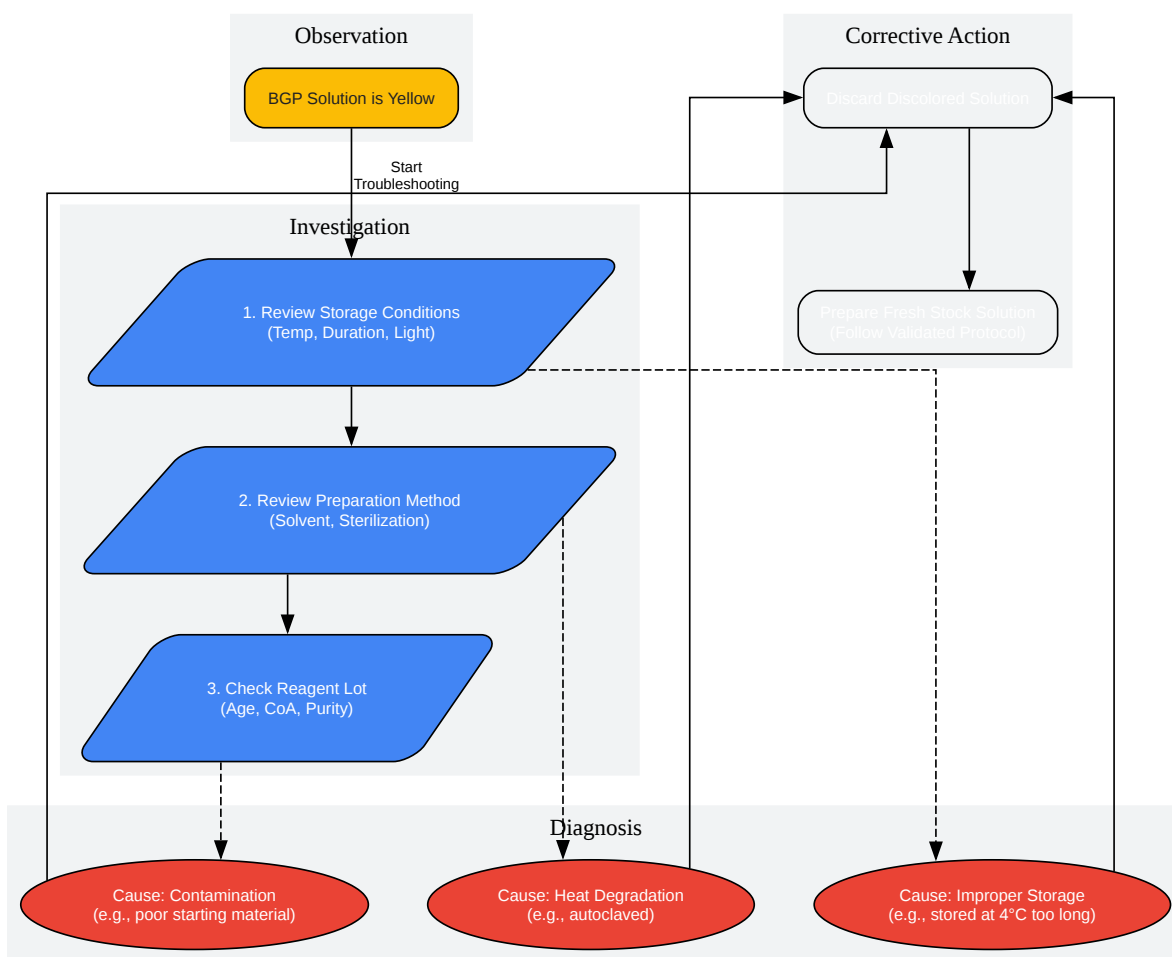 Observation
BGP Solution is Yellow
Corrective Action
Discard Discolored Solution
Start
Troubleshooting
Investigation
1. Review Storage Conditions
(Temp, Duration, Light)
Prepare Fresh Stock Solution
(Follow Validated Protocol)
2. Review Preparation Method
(Solvent, Sterilization)
3. Check Reagent Lot
(Age, CoA, Purity)
Diagnosis
Cause: Contamination
(e.g., poor starting material)
Cause: Heat Degradation
(e.g., autoclaved)
Cause: Improper Storage
(e.g., stored at 4°C too long)